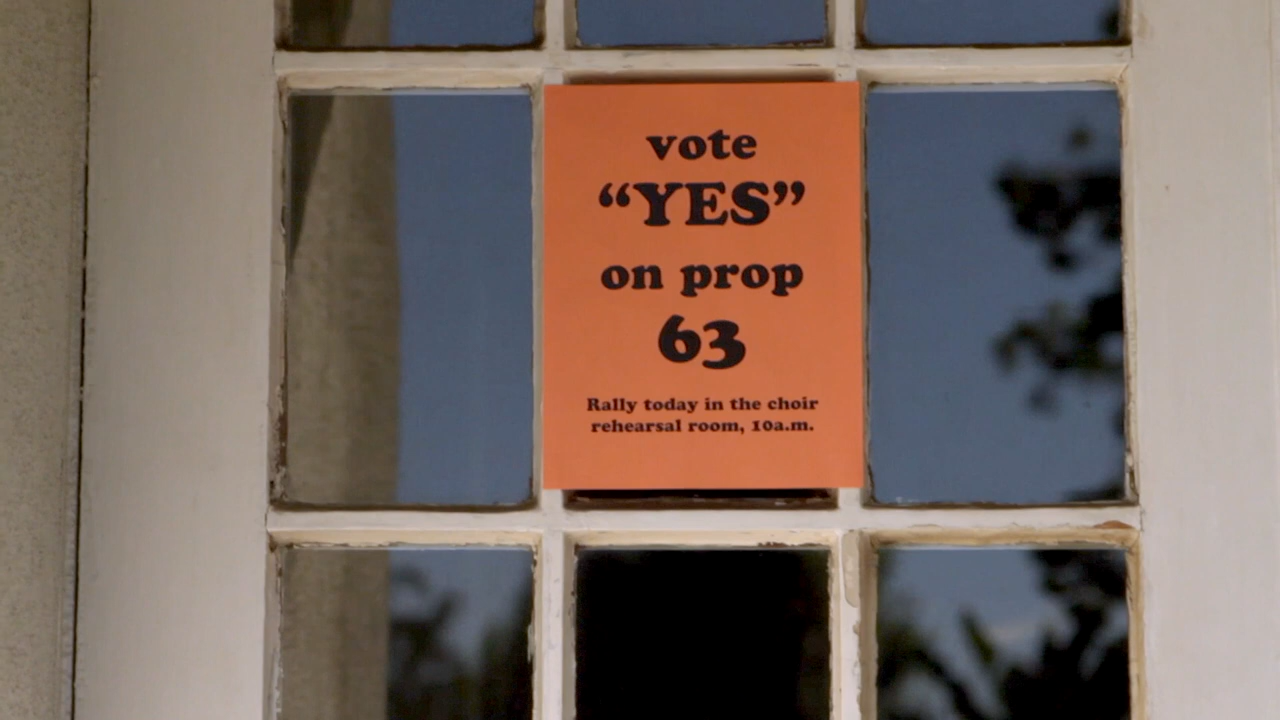 vote
“YES”
on prop
63
Rally today in the choir
rehearsal room, 10a.m.